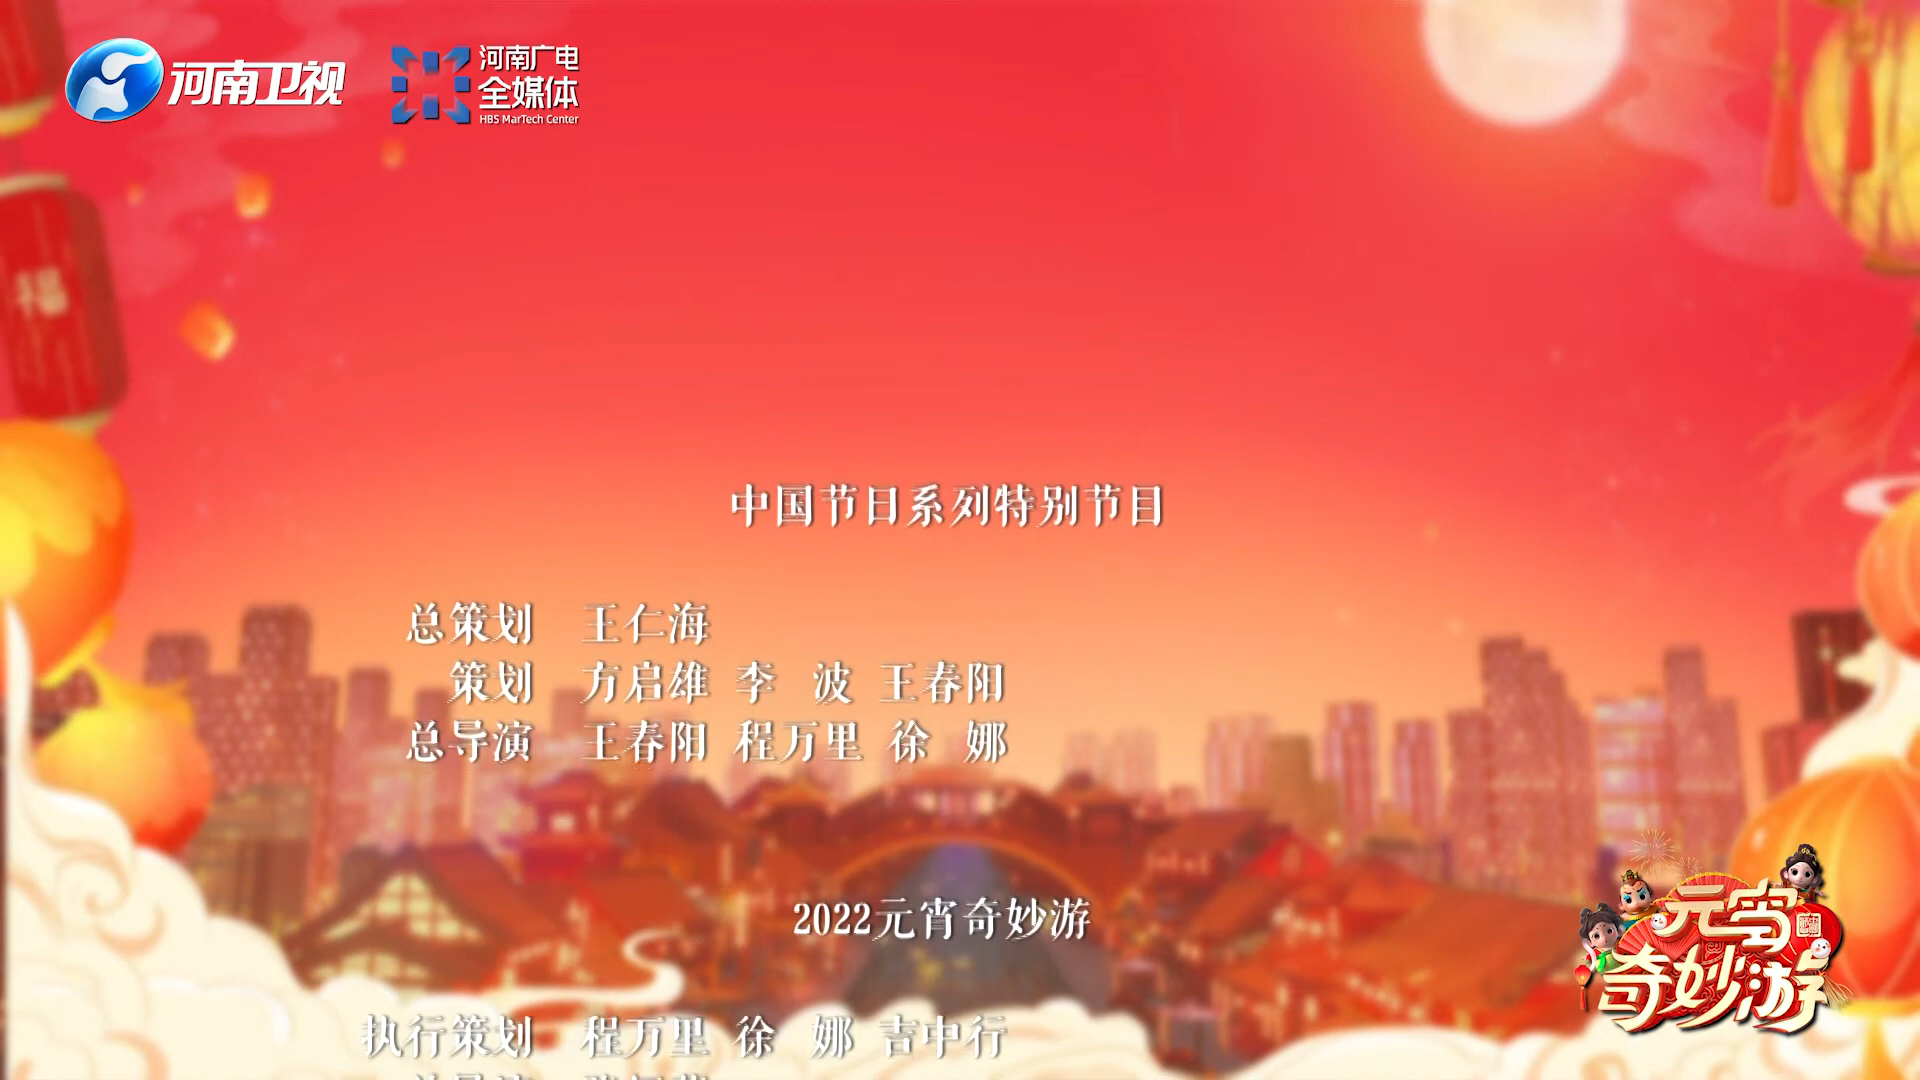 河南卫视
河南广电
全媒体
HBS MarTech Center
福
中国节日系列特别节目
总策划 王仁海
策划 方启雄 李 波 王春阳
总导演 王春阳 程万里 徐 娜
2022元宵奇妙游
执行策划 程万里 徐 娜 吉中行
元宵
奇妙游